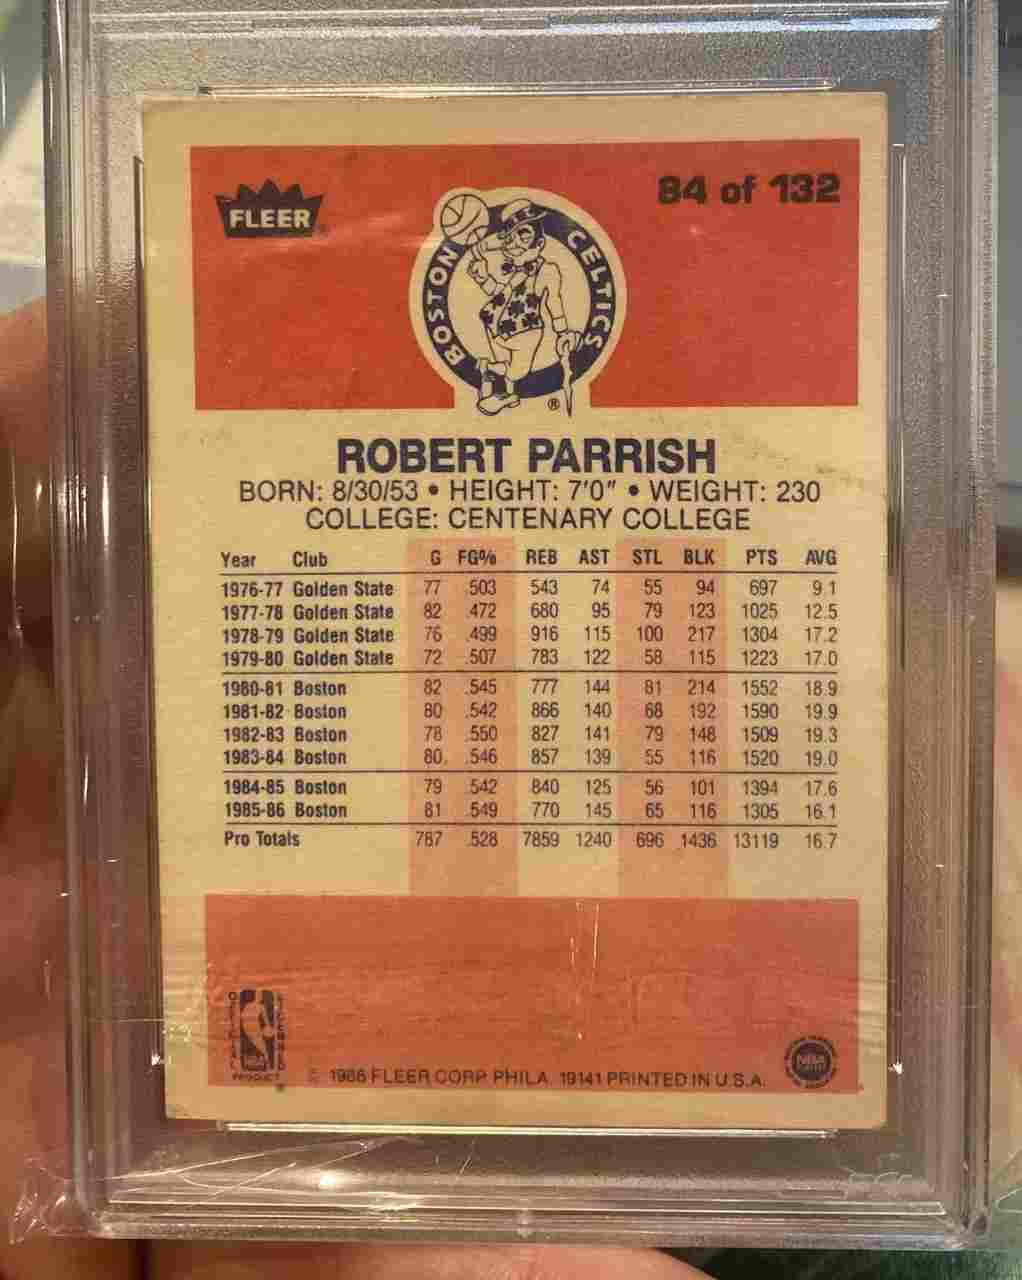 FLEER
84 of 132
BOSTON CELTICS
®
ROBERT PARRISH
BORN: 8/30/53 • HEIGHT: 7'0" • WEIGHT: 230
COLLEGE: CENTENARY COLLEGE
Year Club G FG% REB AST STL BLK PTS AVG
1976-77 Golden State 77 .503 543 74 55 94 697 9.1
1977-78 Golden State 82 .472 680 95 79 123 1025 12.5
1978-79 Golden State 76 .499 916 115 100 217 1304 17.2
1979-80 Golden State 72 .507 783 122 58 115 1223 17.0
1980-81 Boston 82 .545 777 144 81 214 1552 18.9
1981-82 Boston 80 .542 866 140 68 192 1590 19.9
1982-83 Boston 78 .550 827 141 79 148 1509 19.3
1983-84 Boston 80 .546 857 139 55 116 1520 19.0
1984-85 Boston 79 .542 840 125 56 101 1394 17.6
1985-86 Boston 81 .549 770 145 65 116 1305 16.1
Pro Totals 787 .528 7859 1240 696 1436 13119 16.7
OFFICIAL
NBA
LICENSED
PRODUCT
NBA
© 1986 FLEER CORP. PHILA. 19141 PRINTED IN U.S.A.